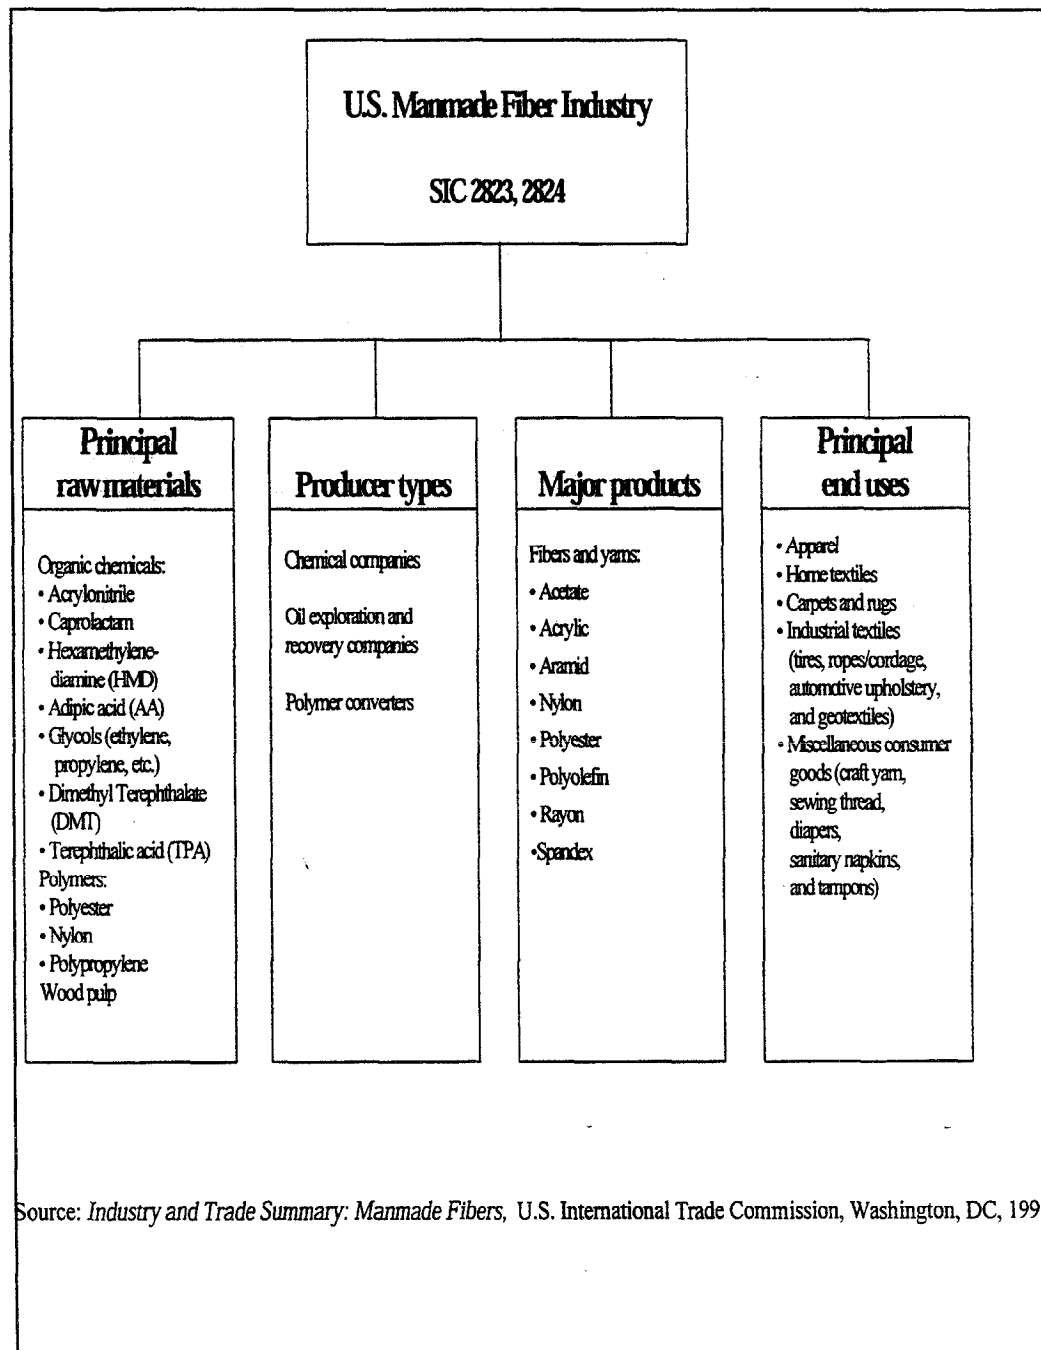 U.S. Manmade Fiber Industry
SIC 2823, 2824
Principal
raw materials
Organic chemicals:
• Acrylonitrile
• Caprolactam
• Hexamethylene-
diamine (HMD)
• Adipic acid (AA)
• Glycols (ethylene,
propylene, etc.)
• Dimethyl Terephthalate
(DMT)
• Terephthalic acid (TPA)
Polymers:
• Polyester
• Nylon
• Polypropylene
Wood pulp
Producer types
Chemical companies
Oil exploration and
recovery companies
Polymer converters
Major products
Fibers and yarns:
• Acetate
• Acrylic
• Aramid
• Nylon
• Polyester
• Polyolefin
• Rayon
•Spandex
Principal
end uses
• Apparel
• Home textiles
• Carpets and rugs
• Industrial textiles
(tires, ropes/cordage,
automotive upholstery,
and geotextiles)
• Miscellaneous consumer
goods (craft yarn,
sewing thread,
diapers,
sanitary napkins,
and tampons)
Source: Industry and Trade Summary: Manmade Fibers, U.S. International Trade Commission, Washington, DC, 199